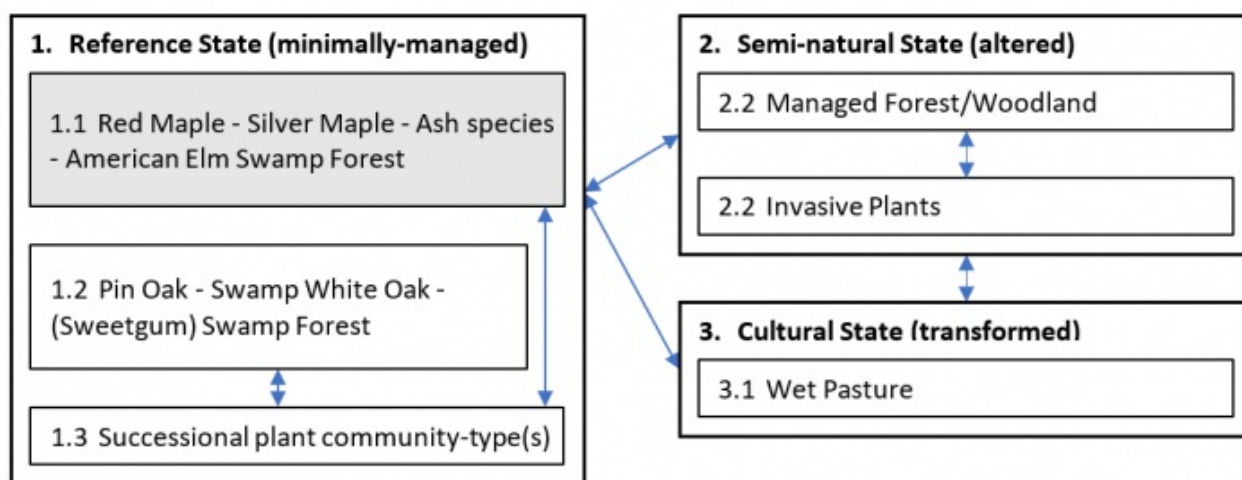 1. Reference State (minimally-managed)
1.1 Red Maple - Silver Maple - Ash species
- American Elm Swamp Forest
1.2 Pin Oak - Swamp White Oak -
(Sweetgum) Swamp Forest
1.3 Successional plant community-type(s)
2. Semi-natural State (altered)
2.2 Managed Forest/Woodland
2.2 Invasive Plants
3. Cultural State (transformed)
3.1 Wet Pasture